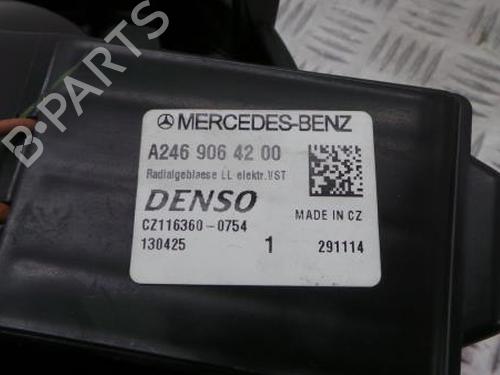 B-PARTS
MERCEDES-BENZ
A246 906 42 00
Radialgeblaese LL elektr.VST
DENSO
MADE IN CZ
CZ116360-0754
130425 1 291114